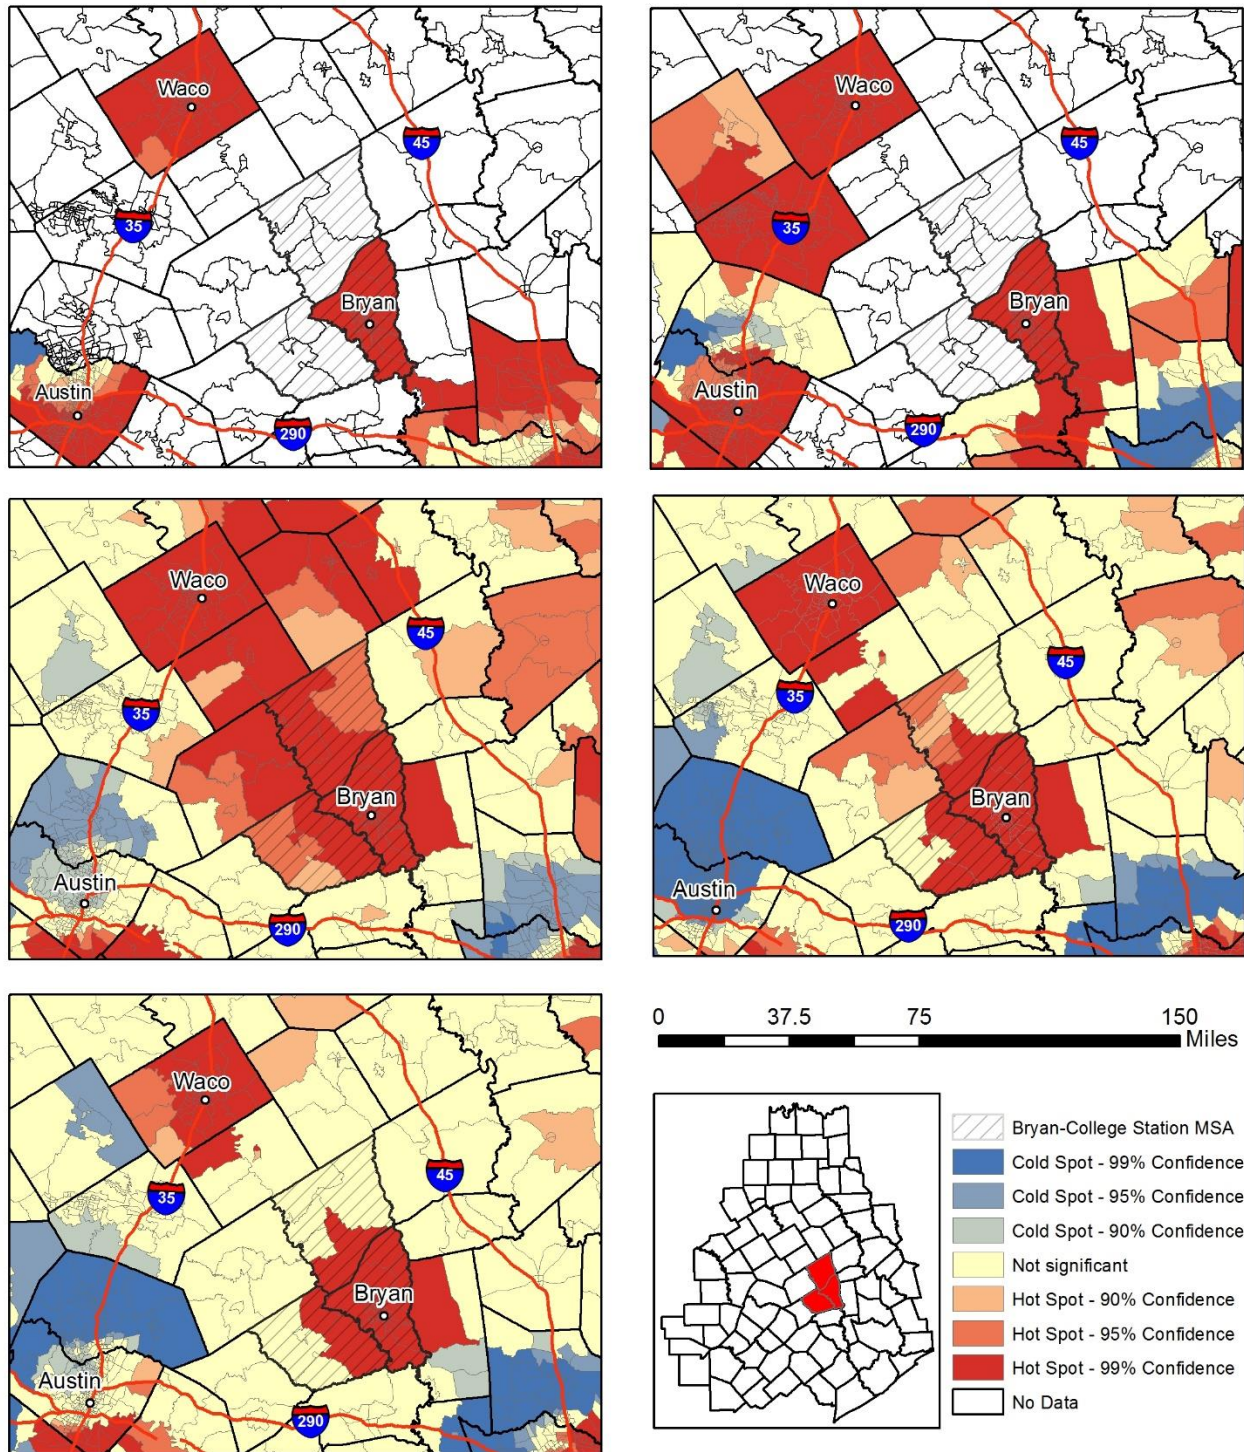 Waco
45
35
Bryan
Austin
290
Waco
45
35
Bryan
Austin
290
Waco
45
35
Bryan
Austin
290
Waco
45
35
Bryan
Austin
290
Waco
45
35
Bryan
Austin
290
0 37.5 75 150
Miles
Bryan-College Station MSA
Cold Spot - 99% Confidence
Cold Spot - 95% Confidence
Cold Spot - 90% Confidence
Not significant
Hot Spot - 90% Confidence
Hot Spot - 95% Confidence
Hot Spot - 99% Confidence
No Data